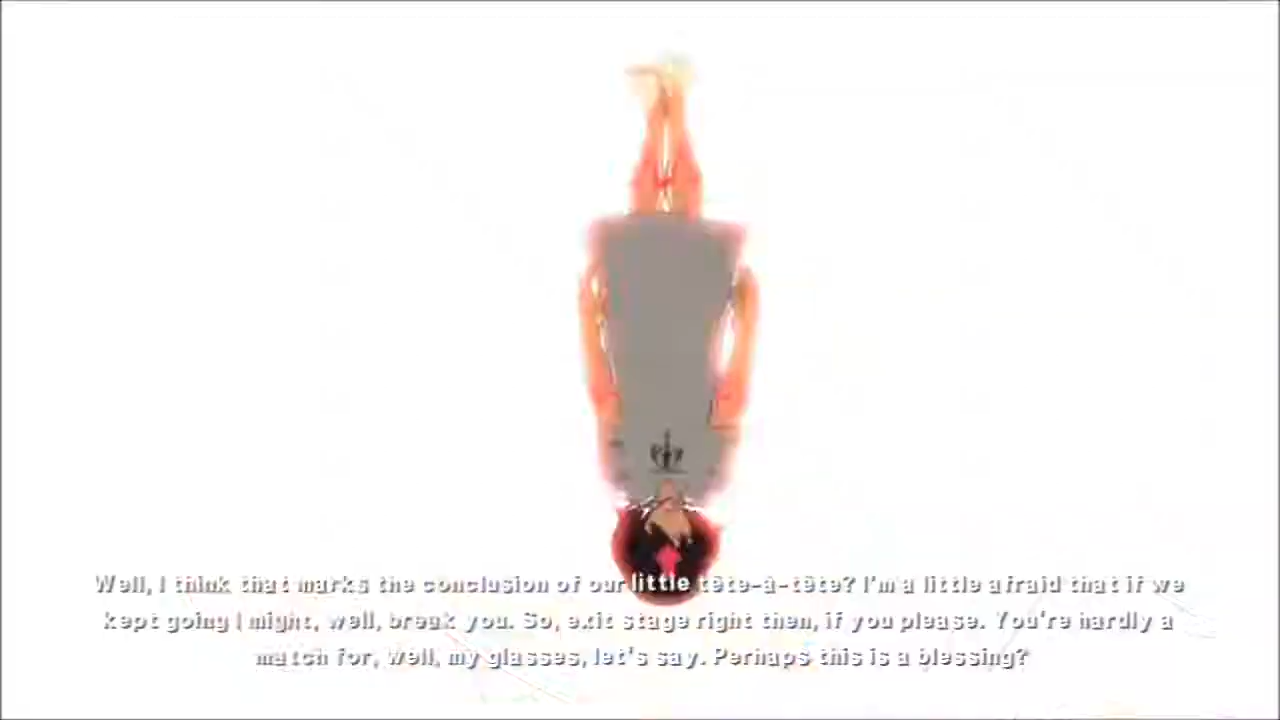 Well, I think that marks the conclusion of our little tête-à-tête? I'm a little afraid that if we
kept going I might, well, break you. So, exit stage right then, if you please. You're hardly a
match for, well, my glasses, let's say. Perhaps this is a blessing?